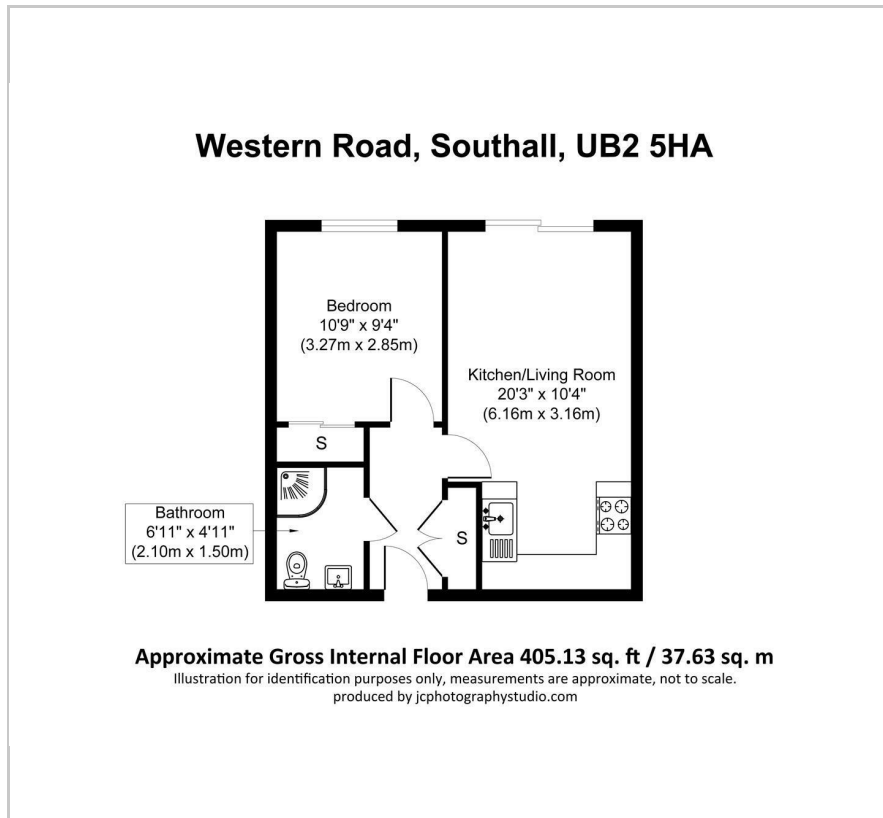 Western Road, Southall, UB2 5HA
Bedroom
10'9" x 9'4"
(3.27m x 2.85m)
Kitchen/Living Room
20'3" x 10'4"
(6.16m x 3.16m)
S
Bathroom
6'11" x 4'11"
(2.10m x 1.50m)
S
Approximate Gross Internal Floor Area 405.13 sq. ft / 37.63 sq. m
Illustration for identification purposes only, measurements are approximate, not to scale.
produced by jcphotographystudio.com